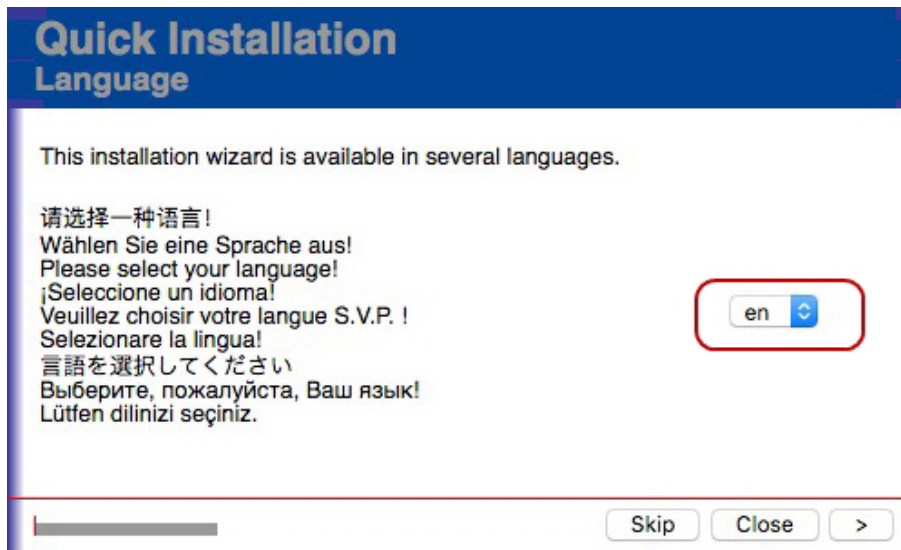 Quick Installation
Language
This installation wizard is available in several languages.
请选择一种语言!
Wählen Sie eine Sprache aus!
Please select your language!
¡Seleccione un idioma!
Veuillez choisir votre langue S.V.P. !
Selezionare la lingua!
言語を選択してください
Выберите, пожалуйста, Ваш язык!
Lütfen dilinizi seçiniz.
en
Skip Close >